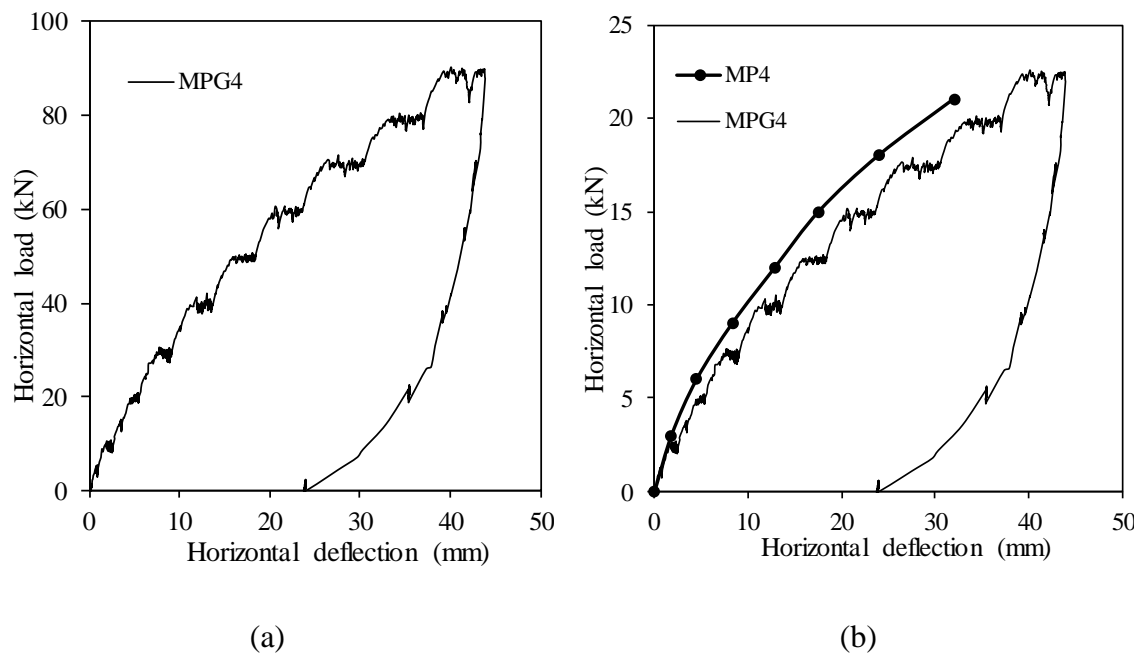 100
80
60
40
20
0
Horizontal load (kN)
MPG4
0 10 20 30 40 50
Horizontal deflection (mm)
(a)
25
20
15
10
5
0
Horizontal load (kN)
MP4
MPG4
0 10 20 30 40 50
Horizontal deflection (mm)
(b)